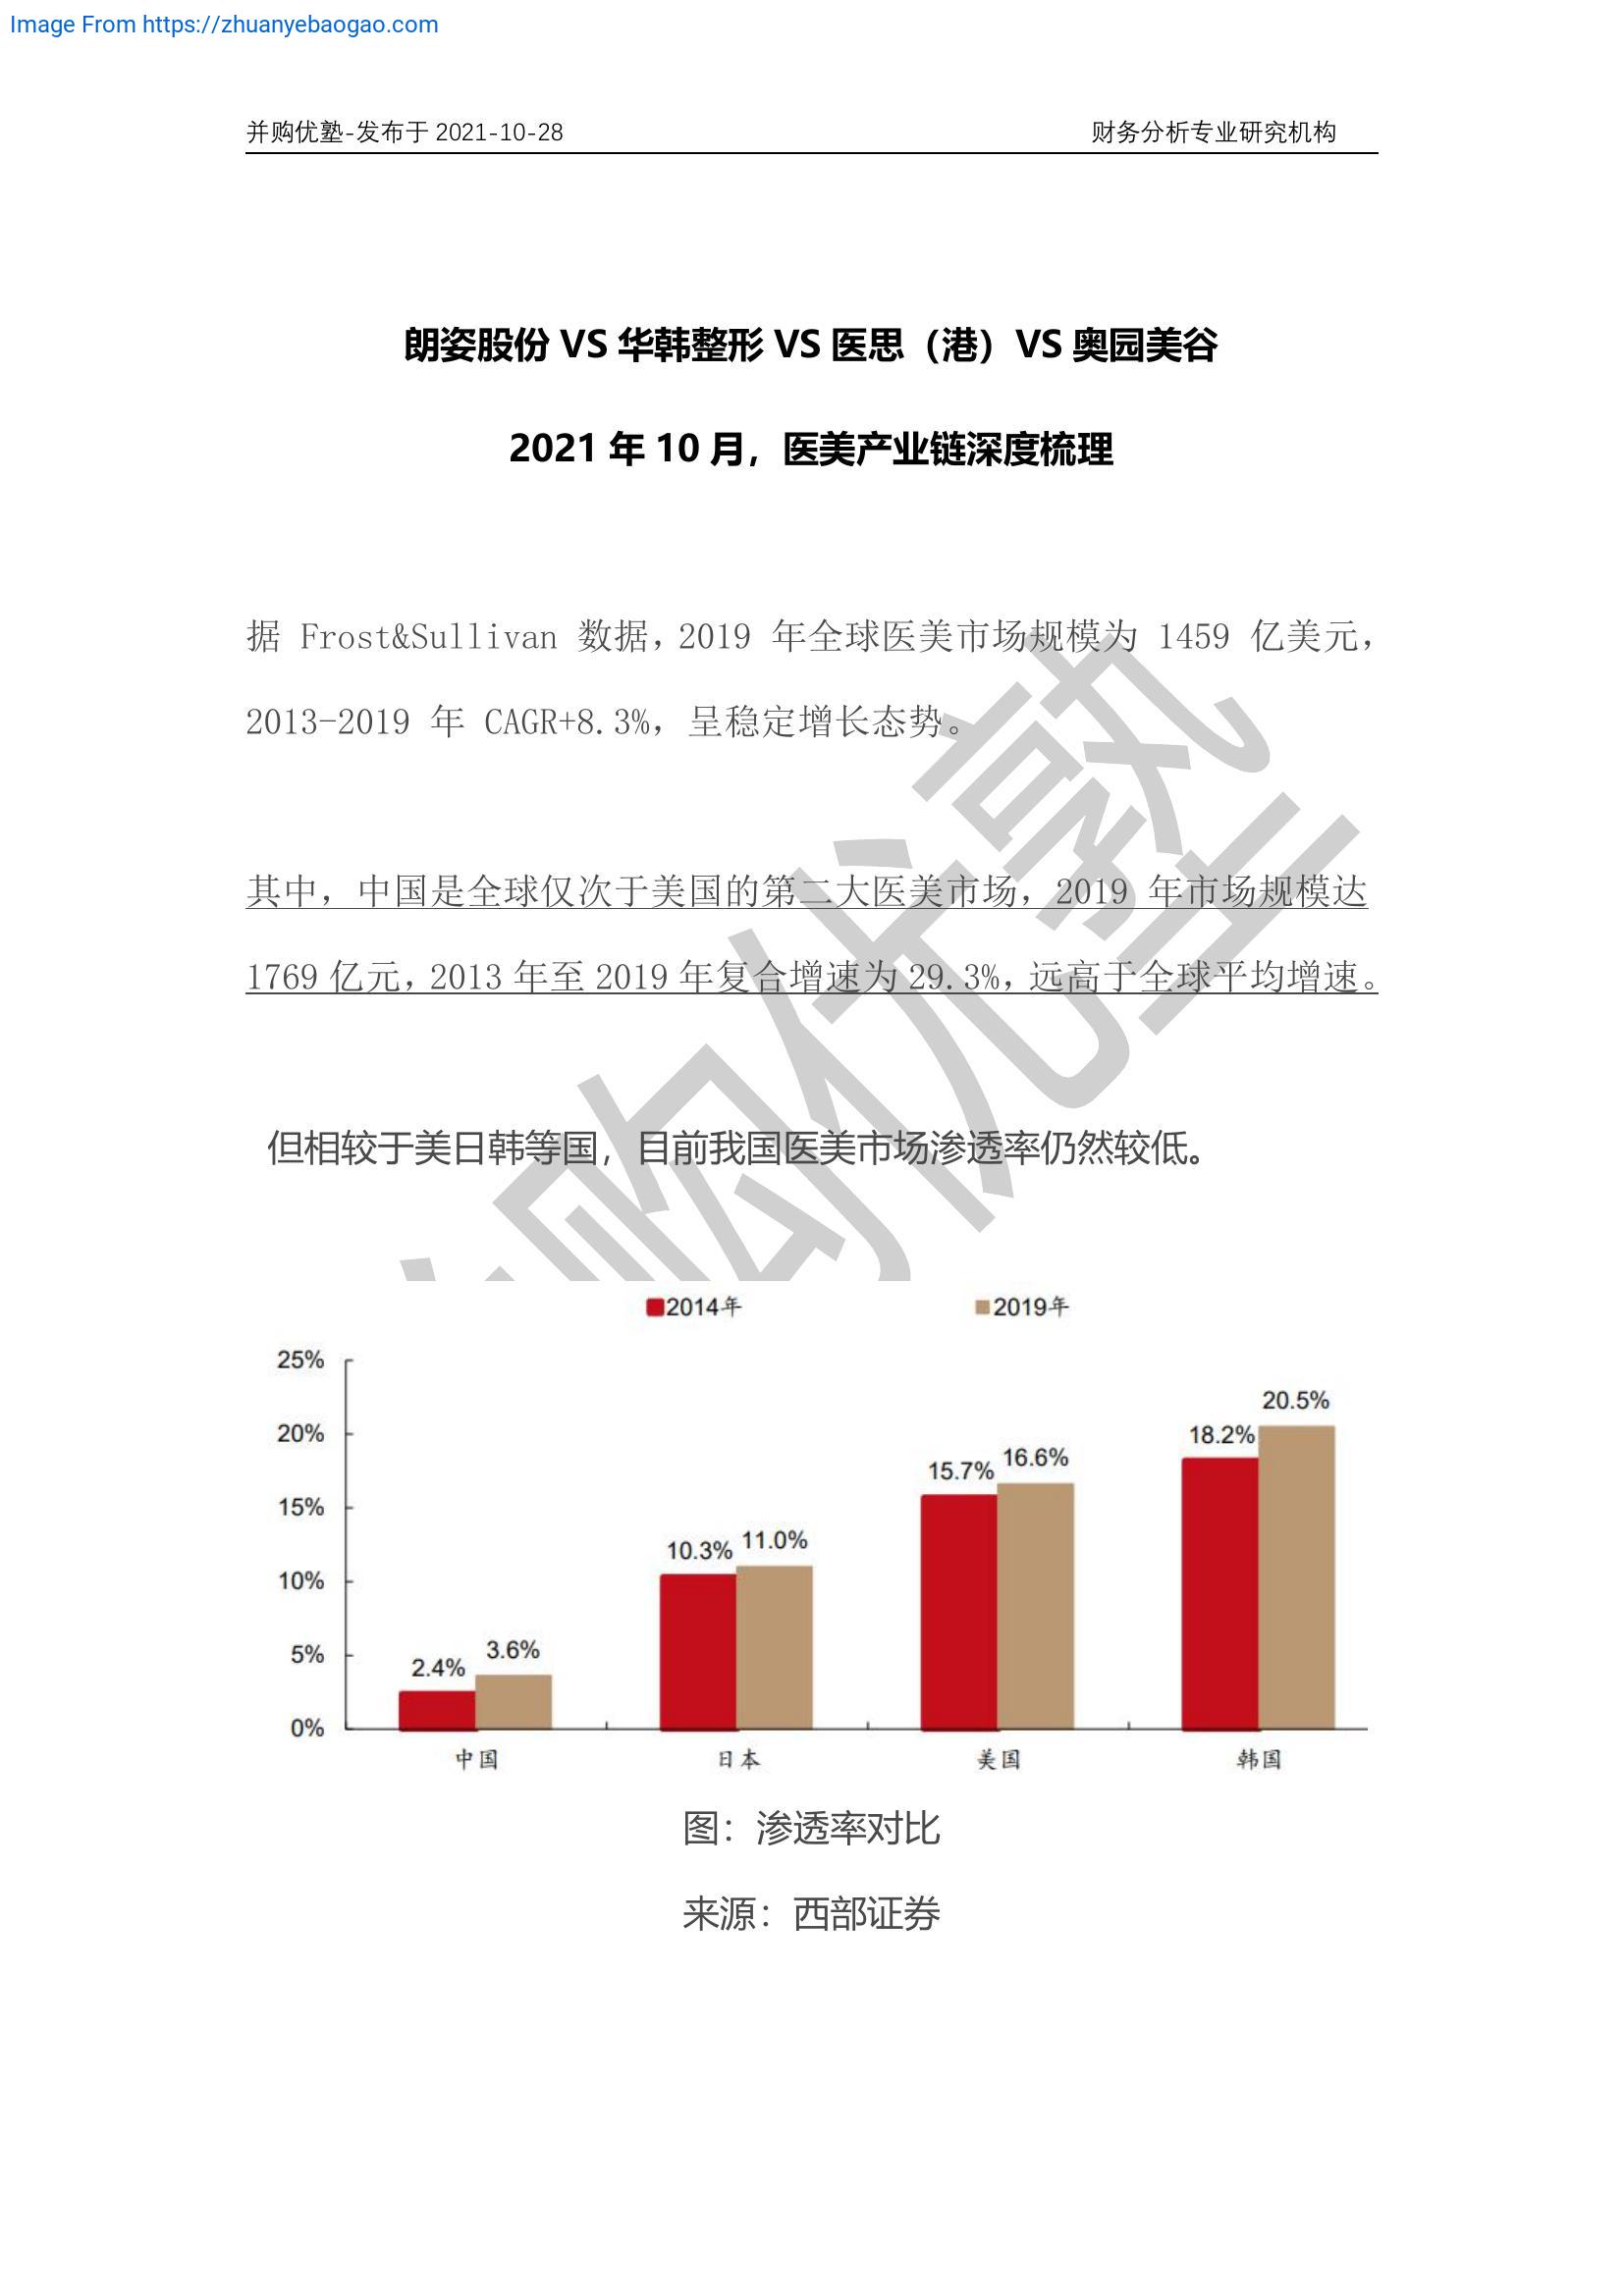 Image From https://zhuanyebaogao.com
并购优塾-发布于 2021-10-28 财务分析专业研究机构
朗姿股份 VS 华韩整形 VS 医思（港）VS 奥园美谷
2021 年 10 月，医美产业链深度梳理
据 Frost&Sullivan 数据，2019 年全球医美市场规模为 1459 亿美元，
2013-2019 年 CAGR+8.3%，呈稳定增长态势。
其中，中国是全球仅次于美国的第二大医美市场，2019 年市场规模达
1769 亿元，2013 年至 2019 年复合增速为 29.3%，远高于全球平均增速。
但相较于美日韩等国，目前我国医美市场渗透率仍然较低。
购优塾
2014年 2019年
25%
20%
15%
10%
5%
0%
2.4% 3.6% 10.3% 11.0% 15.7% 16.6% 18.2% 20.5%
中国 日本 美国 韩国
图：渗透率对比
来源：西部证券